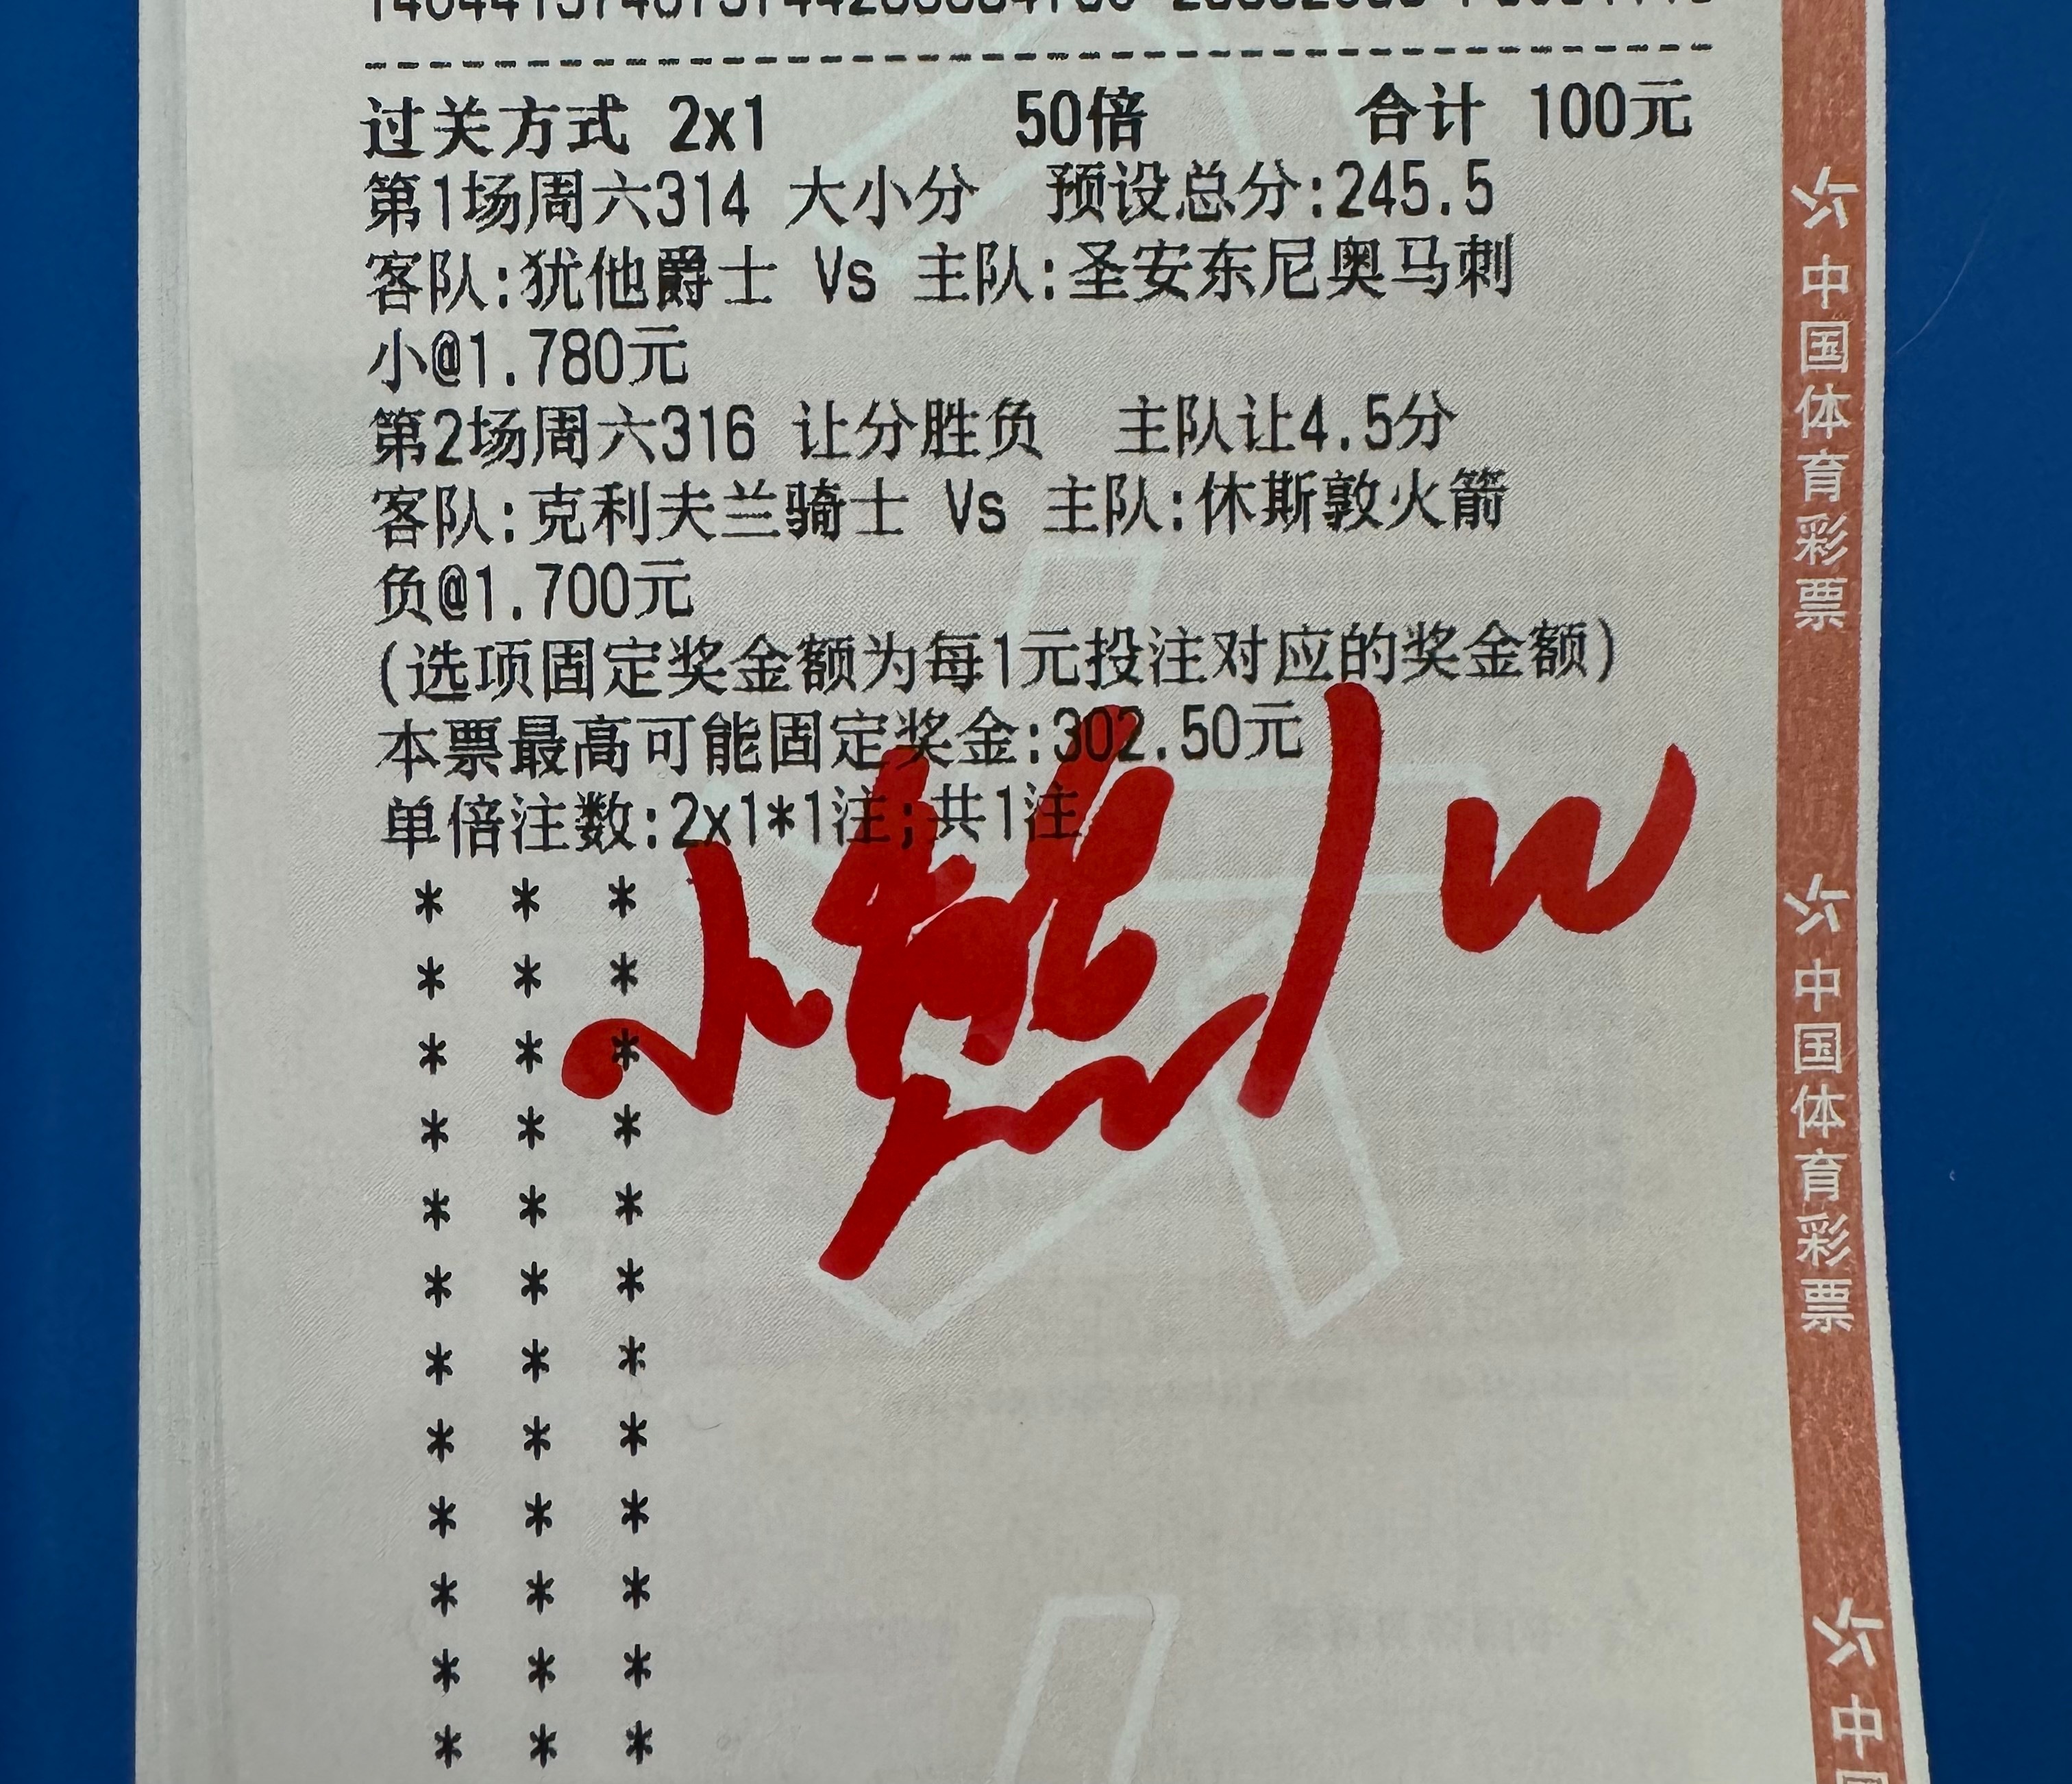 过关方式 2x1 50倍 合计 100元
第1场周六314 大小分 预设总分:245.5
客队:犹他爵士 Vs 主队:圣安东尼奥马刺
小@1.780元
第2场周六316 让分胜负 主队让4.5分
客队:克利夫兰骑士 Vs 主队:休斯敦火箭
负@1.700元
(选项固定奖金额为每1元投注对应的奖金额)
本票最高可能固定奖金:302.50元
单倍注数:2x1*1注;共1注
* * *
* * *
* * *
* * *
* * *
* * *
* * *
* * *
* * *
* * *
* * *
* * *
中国体育彩票
中国体育彩票
中国